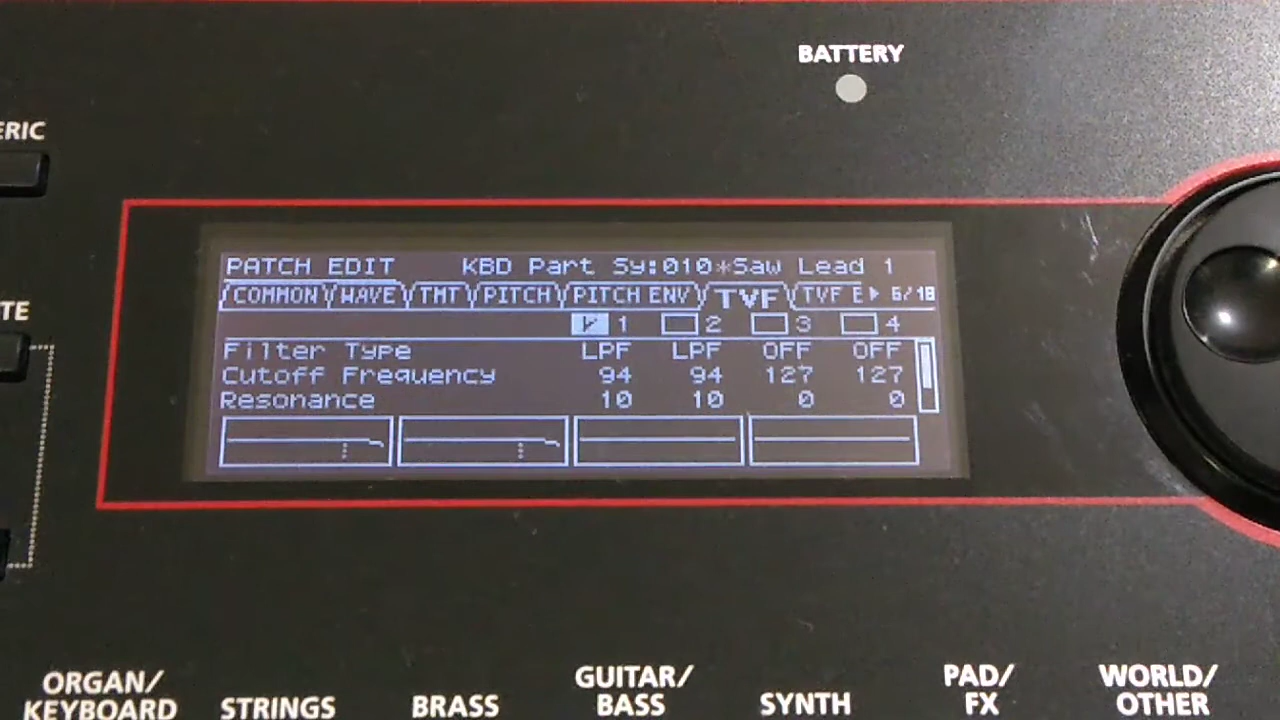 BATTERY
ERIC
TE
PATCH EDIT KBD Part Sy:010*Saw Lead 1
COMMON WAVE TMT PITCH PITCH ENV TVF TVF E 6/18
1 2 3 4
Filter Type LPF LPF OFF OFF
Cutoff Frequency 94 94 127 127
Resonance 10 10 0 0
ORGAN/
KEYBOARD
STRINGS
BRASS
GUITAR/
BASS
SYNTH
PAD/
FX
WORLD/
OTHER